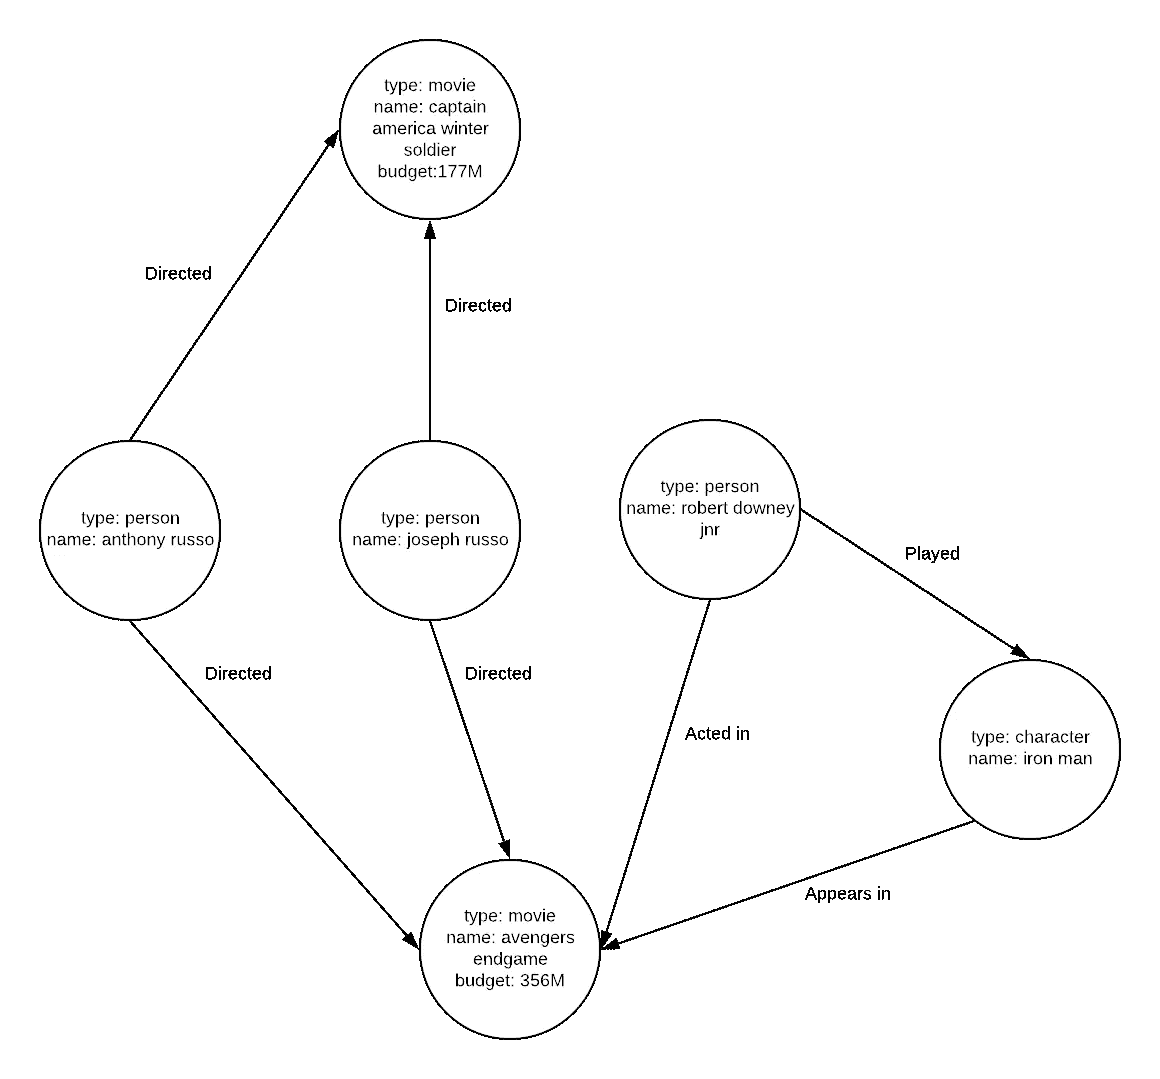 type: movie
name: captain
america winter
soldier
budget:177M
Directed
Directed
type: person
name: anthony russo
type: person
name: joseph russo
type: person
name: robert downey
jnr
Played
Directed
Directed
Acted in
type: character
name: iron man
Appears in
type: movie
name: avengers
endgame
budget: 356M